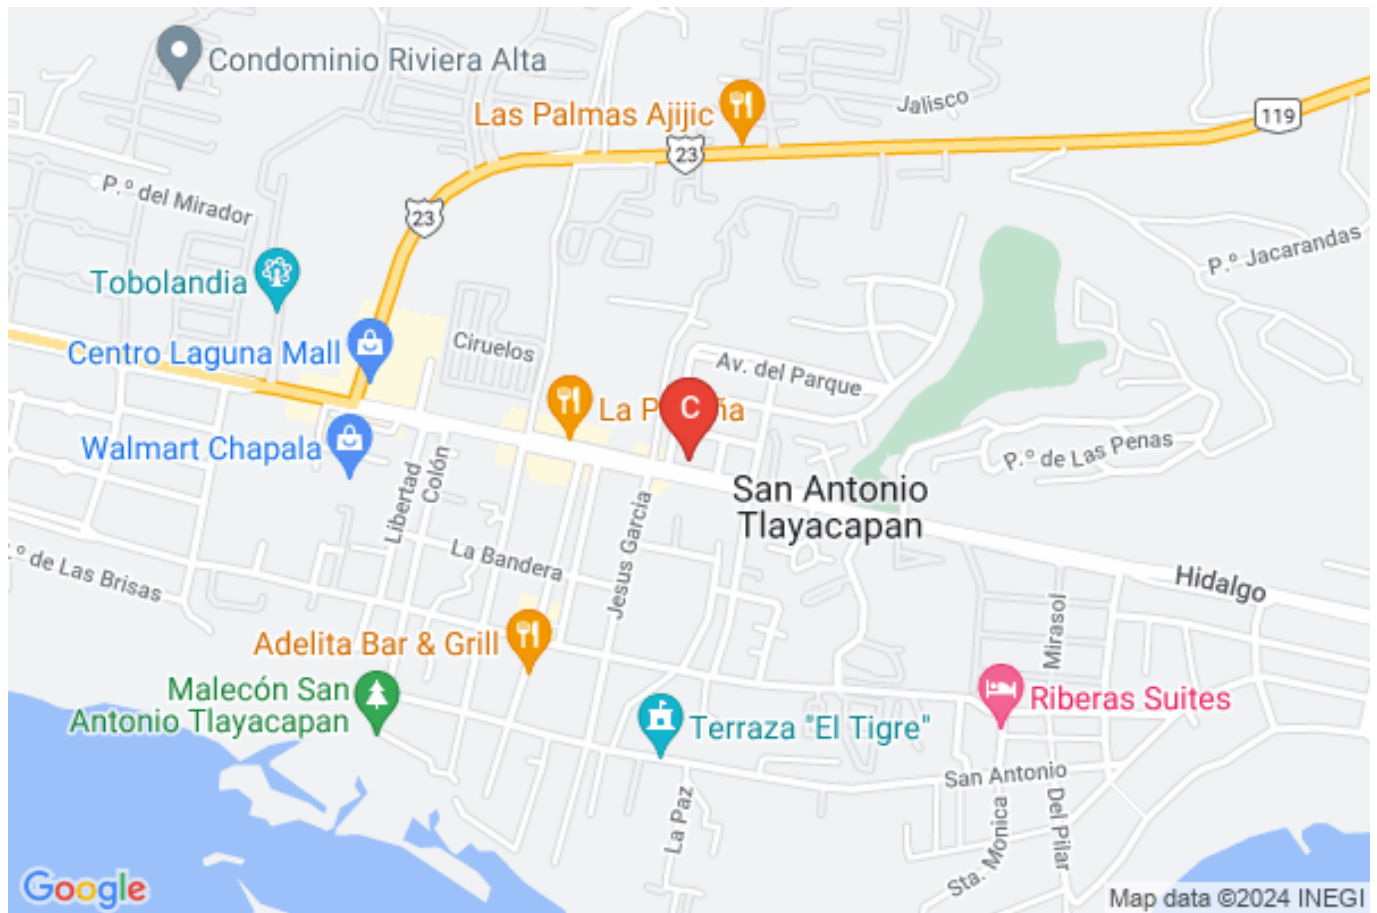 Condominio Riviera Alta
Las Palmas Ajijic
Jalisco
119
23
P.º del Mirador
23
P.º Jacarandas
Tobolandia
Ciruelos
Centro Laguna Mall
Av. del Parque
La P
ña
C
Walmart Chapala
P.º de Las Penas
Libertad
Colón
San Antonio
Tlayacapan
Jesus Garcia
La Bandera
.º de Las Brisas
Hidalgo
Mirasol
Adelita Bar & Grill
Malecón San
Antonio Tlayacapan
Riberas Suites
Terraza "El Tigre"
San Antonio
La Paz
Sta. Monica
Del Pilar
Google
Map data ©2024 INEGI